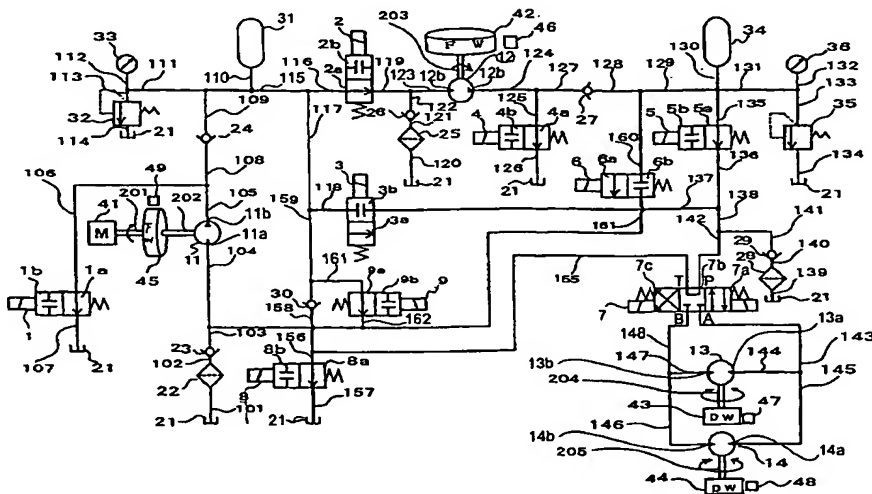 33 112 113 32 114 21 111
31 110 115
109 24 108
116 2 2b 2a 119
117 26
203 42 46 F W 12
123 12b 12b 124
122 121 25 120 21
127 125 4 4b 4a 126 21
128 27
129 160
6 6a 6b
34 130 131
5 5b 5a 135 136
38 132 133 35 134 21
106 105 49 201 202
41 M 45 F 11b 11a 11 104
118 3 3b 3a
159 161 137 138 142
141 29 140 28 139 21
1b 1a 1 107 21
30 158 9a 9b 9 162
103 23 102 22 101 21
156 8b 8a 8 157 21
7c T P 7b 7a 7 B A
148 147 13b 13 13a 144 143 145
204 43 D W 47
146 14b 14a 14
205 44 D W 48